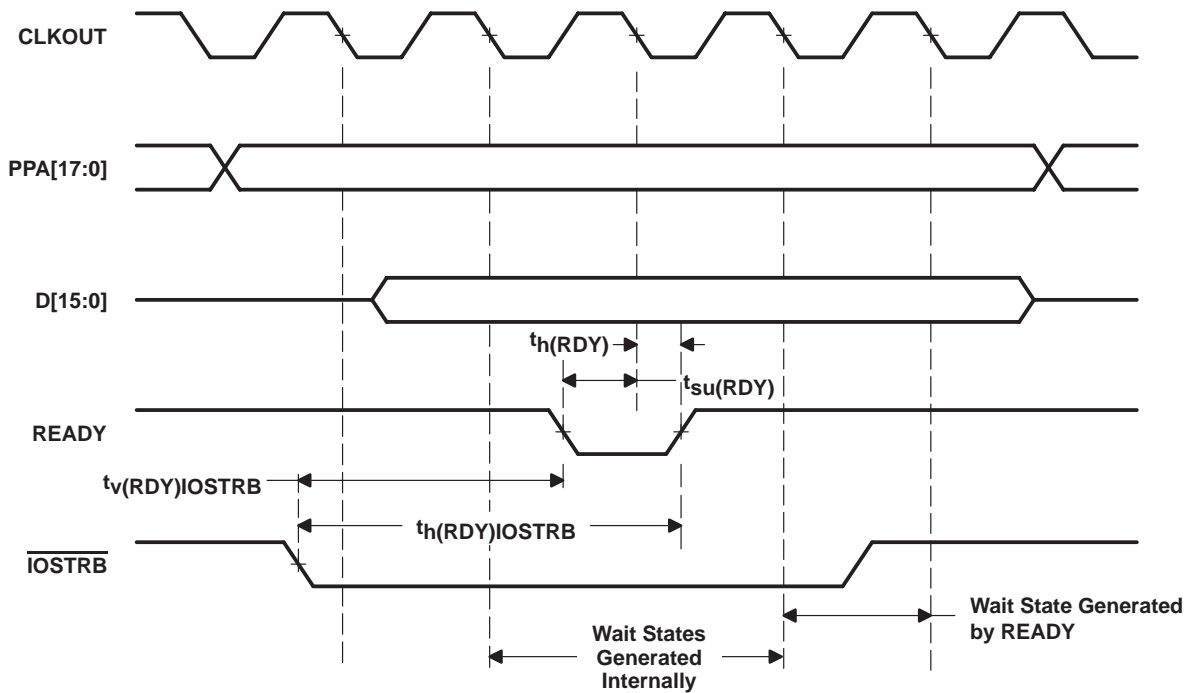 CLKOUT
PPA[17:0]
D[15:0]
th(RDY)
tsu(RDY)
READY
tv(RDY)IOSTRB
th(RDY)IOSTRB
IOSTRB
Wait State Generated
by READY
Wait States
Generated
Internally